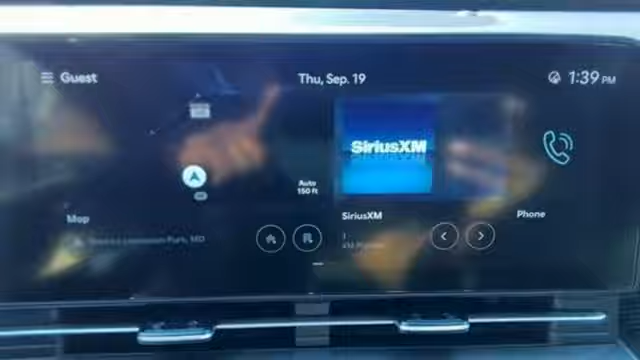 Guest
Thu, Sep. 19
1:39 PM
SiriusXM
Auto
150 ft
Map
SiriusXM
Phone